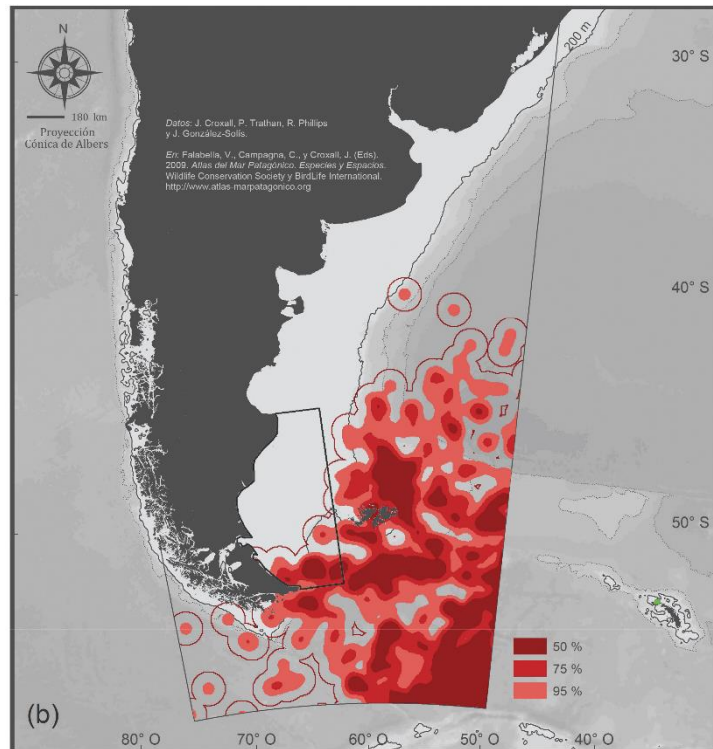 N
180 km
Proyección
Cónica de Albers
Datos: J. Croxall, P. Trathan, R. Phillips
y J. González-Solís.
En: Falabella, V., Campagna, C., y Croxall, J. (Eds).
2009. Atlas del Mar Patagónico. Especies y Espacios.
Wildlife Conservation Society y BirdLife International.
http://www.atlas-marpatagonico.org
200 m
30° S
40° S
50° S
50 %
75 %
95 %
(b)
80° O
70° O
60° O
50° O
40° O